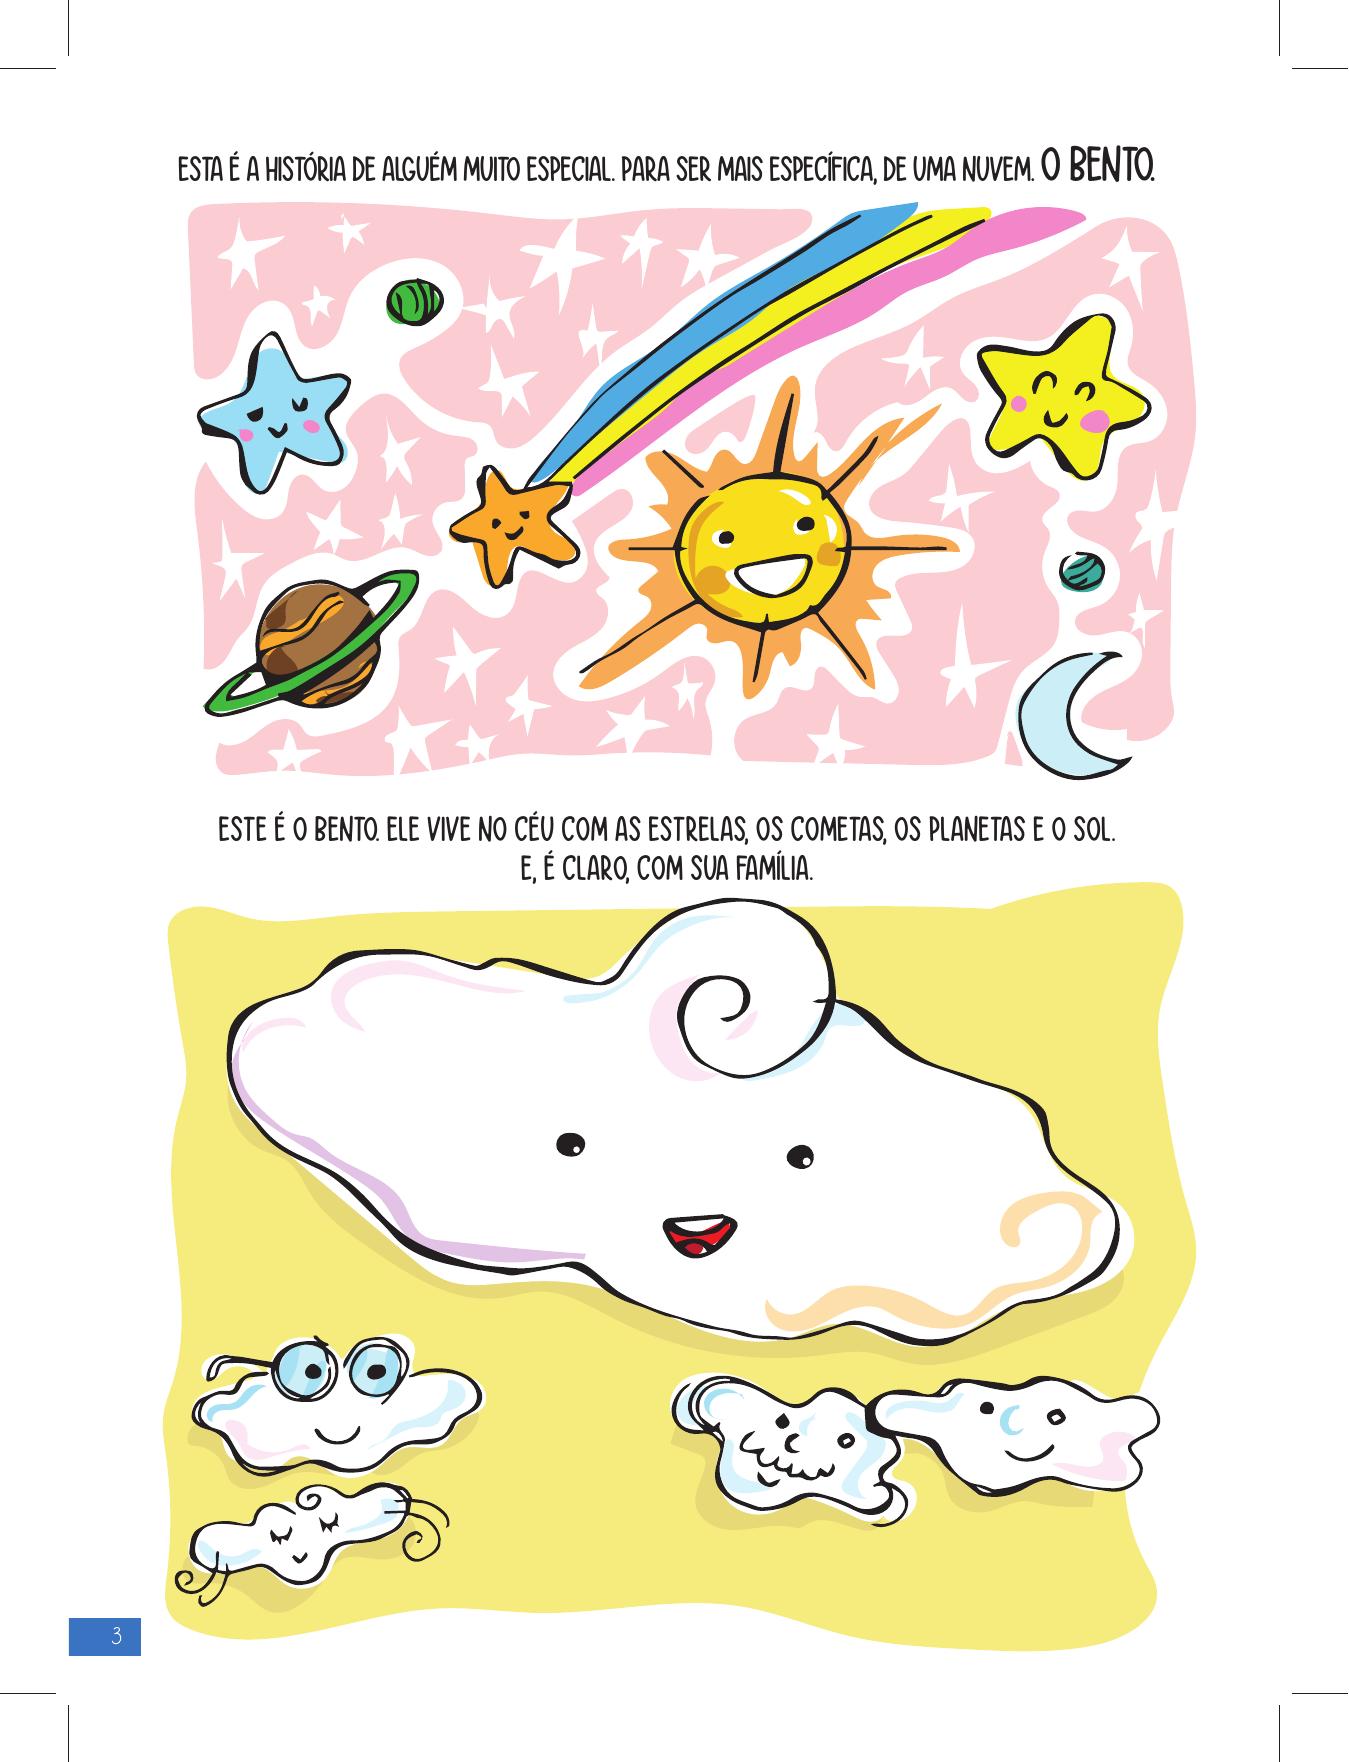 ESTA É A HISTÓRIA DE ALGUÉM MUITO ESPECIAL. PARA SER MAIS ESPECÍFICA, DE UMA NUVEM. O BENTO.
ESTE É O BENTO. ELE VIVE NO CÉU COM AS ESTRELAS, OS COMETAS, OS PLANETAS E O SOL.
E, É CLARO, COM SUA FAMÍLIA.
3